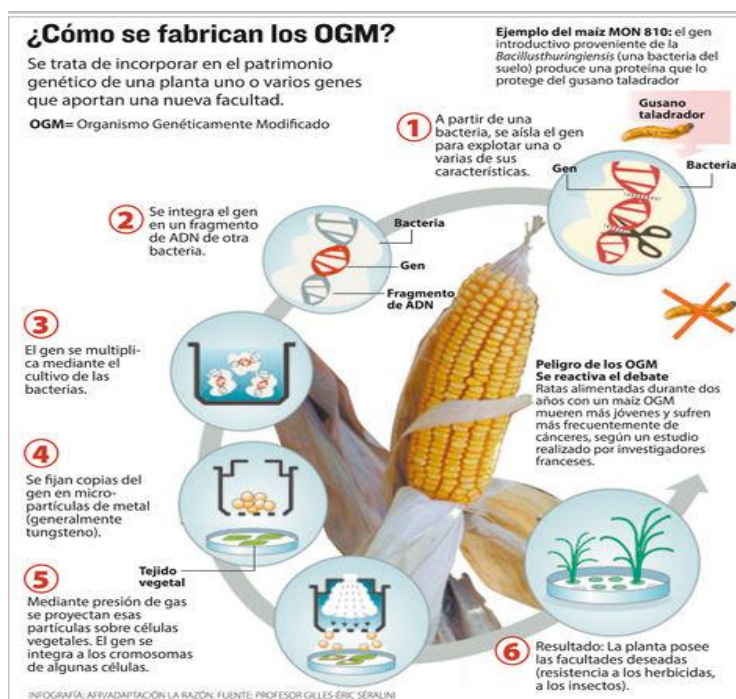 ¿Cómo se fabrican los OGM?
Se trata de incorporar en el patrimonio
genético de una planta uno o varios genes
que aportan una nueva facultad.
OGM= Organismo Genéticamente Modificado
Ejemplo del maíz MON 810: el gen
introductivo proveniente de la
Bacillusthuringiensis (una bacteria del
suelo) produce una proteína que lo
protege del gusano taladrador
Gusano
taladrador
1
A partir de una
bacteria, se aísla el gen
para explotar una o
varias de sus
características.
Gen
Bacteria
2
Se integra el gen
en un fragmento
de ADN de otra
bacteria.
Bacteria
Gen
Fragmento
de ADN
3
El gen se multipli-
ca mediante el
cultivo de las
bacterias.
Peligro de los OGM
Se reactiva el debate
Ratas alimentadas durante dos
años con un maíz OGM
mueren más jóvenes y sufren
más frecuentemente de
cánceres, según un estudio
realizado por investigadores
franceses.
4
Se fijan copias del
gen en micro-
partículas de metal
(generalmente
tungsteno).
Tejido
vegetal
5
Mediante presión de gas
se proyectan esas
partículas sobre células
vegetales. El gen se
integra a los cromosomas
de algunas células.
6
Resultado: La planta posee
las facultades deseadas
(resistencia a los herbicidas,
a los insectos).
INFOGRAFÍA: AFP/ADAPTACIÓN LA RAZÓN. FUENTE: PROFESOR GILLES-ÉRIC SÉRALINI